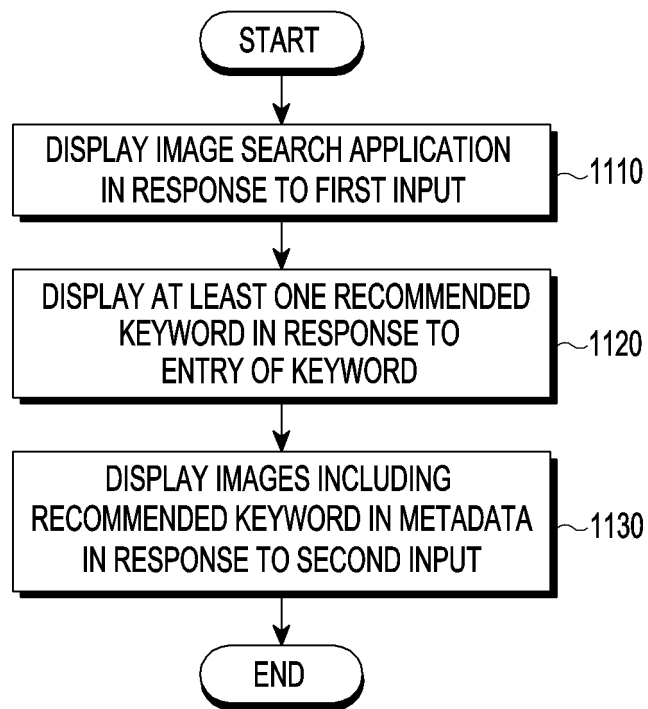 START
DISPLAY IMAGE SEARCH APPLICATION
IN RESPONSE TO FIRST INPUT
1110
DISPLAY AT LEAST ONE RECOMMENDED
KEYWORD IN RESPONSE TO
ENTRY OF KEYWORD
1120
DISPLAY IMAGES INCLUDING
RECOMMENDED KEYWORD IN METADATA
IN RESPONSE TO SECOND INPUT
1130
END